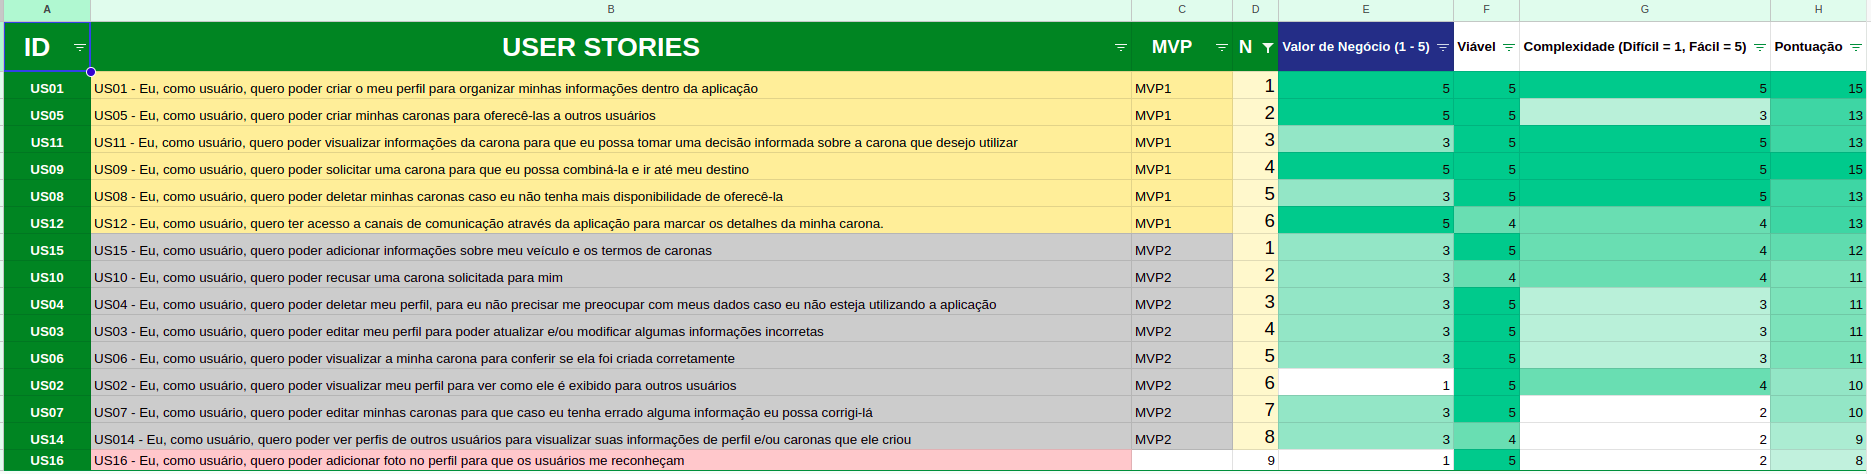 A B C D E F G H
ID USER STORIES MVP N Valor de Negócio (1 - 5) Viável Complexidade (Difícil = 1, Fácil = 5) Pontuação
US01 US01 - Eu, como usuário, quero poder criar o meu perfil para organizar minhas informações dentro da aplicação MVP1 1 5 5 5 15
US05 US05 - Eu, como usuário, quero poder criar minhas caronas para oferecê-las a outros usuários MVP1 2 5 5 3 13
US11 US11 - Eu, como usuário, quero poder visualizar informações da carona para que eu possa tomar uma decisão informada sobre a carona que desejo utilizar MVP1 3 3 5 5 13
US09 US09 - Eu, como usuário, quero poder solicitar uma carona para que eu possa combiná-la e ir até meu destino MVP1 4 5 5 5 15
US08 US08 - Eu, como usuário, quero poder deletar minhas caronas caso eu não tenha mais disponibilidade de oferecê-la MVP1 5 3 5 5 13
US12 US12 - Eu, como usuário, quero ter acesso a canais de comunicação através da aplicação para marcar os detalhes da minha carona. MVP1 6 5 4 4 13
US15 US15 - Eu, como usuário, quero poder adicionar informações sobre meu veículo e os termos de caronas MVP2 1 3 5 4 12
US10 US10 - Eu, como usuário, quero poder recusar uma carona solicitada para mim MVP2 2 3 4 4 11
US04 US04 - Eu, como usuário, quero poder deletar meu perfil, para eu não precisar me preocupar com meus dados caso eu não esteja utilizando a aplicação MVP2 3 3 5 3 11
US03 US03 - Eu, como usuário, quero poder editar meu perfil para poder atualizar e/ou modificar algumas informações incorretas MVP2 4 3 5 3 11
US06 US06 - Eu, como usuário, quero poder visualizar a minha carona para conferir se ela foi criada corretamente MVP2 5 3 5 3 11
US02 US02 - Eu, como usuário, quero poder visualizar meu perfil para ver como ele é exibido para outros usuários MVP2 6 1 5 4 10
US07 US07 - Eu, como usuário, quero poder editar minhas caronas para que caso eu tenha errado alguma informação eu possa corrigi-lá MVP2 7 3 5 2 10
US14 US014 - Eu, como usuário, quero poder ver perfis de outros usuários para visualizar suas informações de perfil e/ou caronas que ele criou MVP2 8 3 4 2 9
US16 US16 - Eu, como usuário, quero poder adicionar foto no perfil para que os usuários me reconheçam 9 1 5 2 8